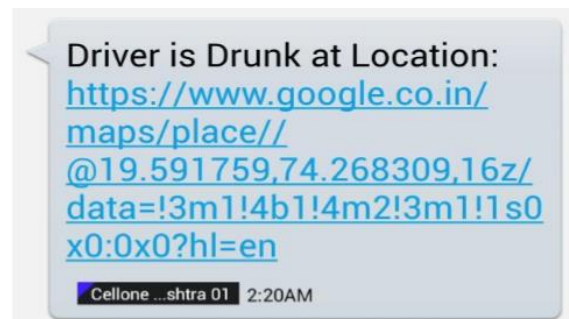 Driver is Drunk at Location:
https://www.google.co.in/
maps/place//
@19.591759,74.268309,16z/
data=!3m1!4b1!4m2!3m1!1s0
x0:0x0?hl=en
Cellone ...shtra 01 2:20AM